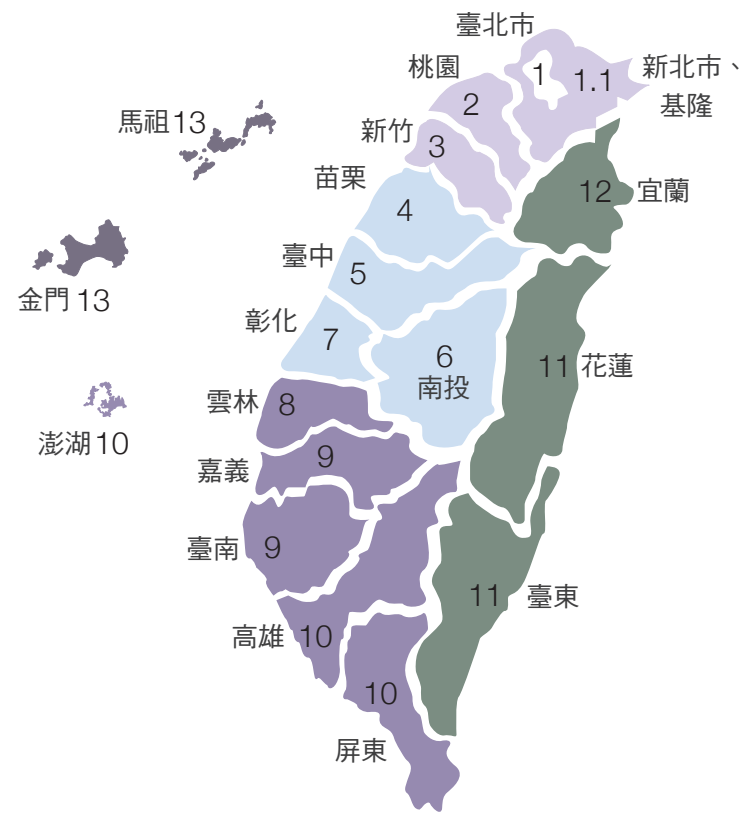 臺北市
桃園
1
1.1
新北市、
基隆
2
馬祖13
新竹
3
苗栗
12
宜蘭
4
臺中
5
金門13
彰化
7
6
南投
11
花蓮
雲林
8
澎湖10
嘉義
9
臺南
9
11
臺東
高雄
10
10
屏東